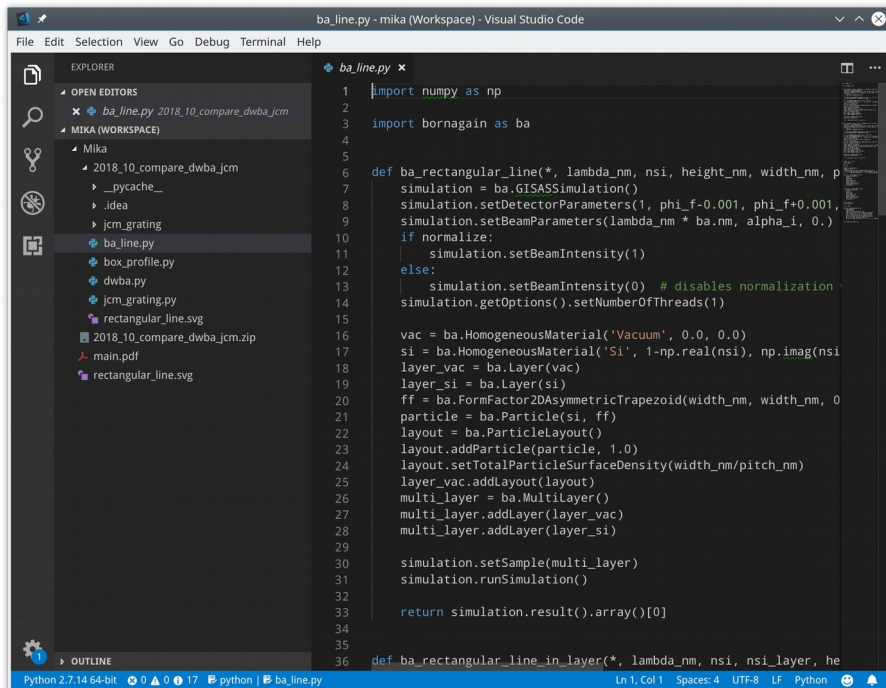 ba_line.py - mika (Workspace) - Visual Studio Code
File Edit Selection View Go Debug Terminal Help
EXPLORER
OPEN EDITORS
ba_line.py 2018_10_compare_dwba_jcm
MIKA (WORKSPACE)
Mika
2018_10_compare_dwba_jcm
__pycache__
.idea
jcm_grating
ba_line.py
box_profile.py
dwba.py
jcm_grating.py
rectangular_line.svg
2018_10_compare_dwba_jcm.zip
main.pdf
rectangular_line.svg
OUTLINE
ba_line.py
1 import numpy as np
2
3 import bornagain as ba
4
5
6 def ba_rectangular_line(*, lambda_nm, nsi, height_nm, width_nm, p
7     simulation = ba.GISASSimulation()
8     simulation.setDetectorParameters(1, phi_f-0.001, phi_f+0.001,
9     simulation.setBeamParameters(lambda_nm * ba.nm, alpha_i, 0.)
10     if normalize:
11         simulation.setBeamIntensity(1)
12     else:
13         simulation.setBeamIntensity(0)  # disables normalization
14     simulation.getOptions().setNumberOfThreads(1)
15
16     vac = ba.HomogeneousMaterial('Vacuum', 0.0, 0.0)
17     si = ba.HomogeneousMaterial('Si', 1-np.real(nsi), np.imag(nsi
18     layer_vac = ba.Layer(vac)
19     layer_si = ba.Layer(si)
20     ff = ba.FormFactor2DAsymmetricTrapezoid(width_nm, width_nm, 0
21     particle = ba.Particle(si, ff)
22     layout = ba.ParticleLayout()
23     layout.addParticle(particle, 1.0)
24     layout.setTotalParticleSurfaceDensity(width_nm/pitch_nm)
25     layer_vac.addLayout(layout)
26     multi_layer = ba.MultiLayer()
27     multi_layer.addLayer(layer_vac)
28     multi_layer.addLayer(layer_si)
29
30     simulation.setSample(multi_layer)
31     simulation.runSimulation()
32
33     return simulation.result().array()[0]
34
35
36 def ba_rectangular_line_in_layer(*, lambda_nm, nsi, nsi_layer, he
1
Python 2.7.14 64-bit 0 0 17 python | ba_line.py Ln 1, Col 1 Spaces: 4 UTF-8 LF Python